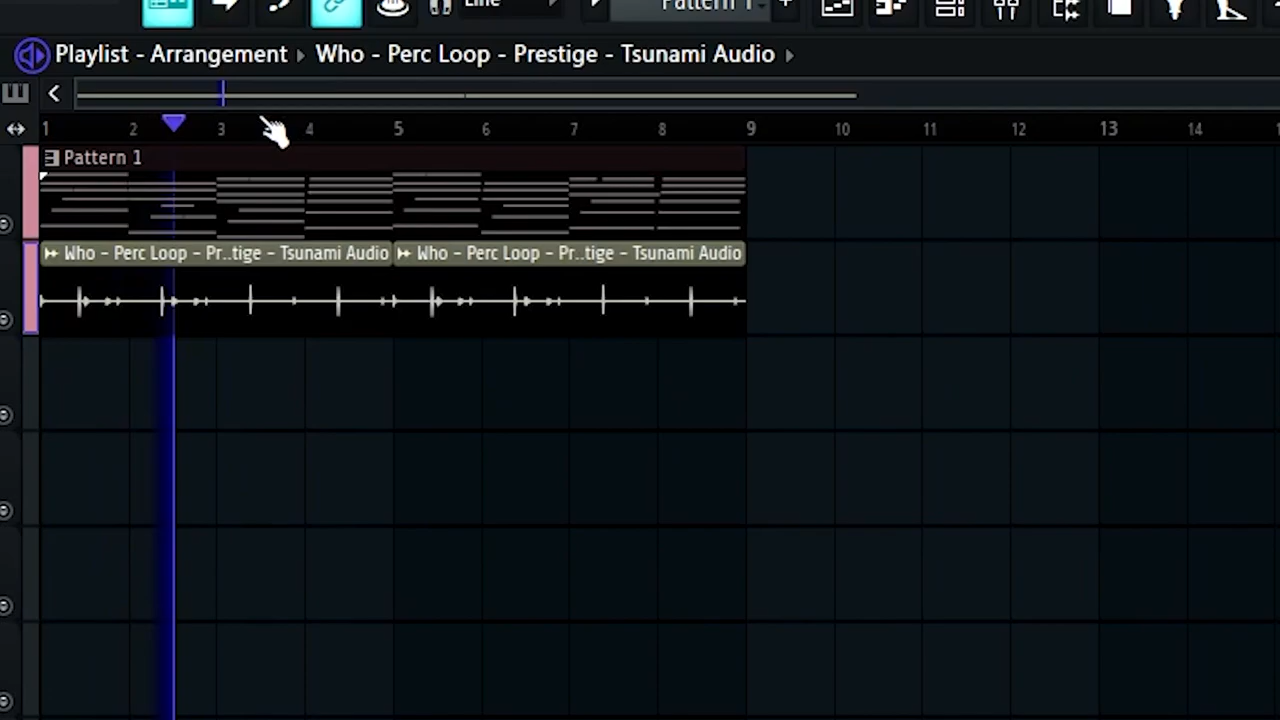 Line Pattern 1
Playlist - Arrangement Who - Perc Loop - Prestige - Tsunami Audio
1 2 3 4 5 6 7 8 9 10 11 12 13 14
Pattern 1
Who - Perc Loop - Pr..tige - Tsunami Audio Who - Perc Loop - Pr..tige - Tsunami Audio